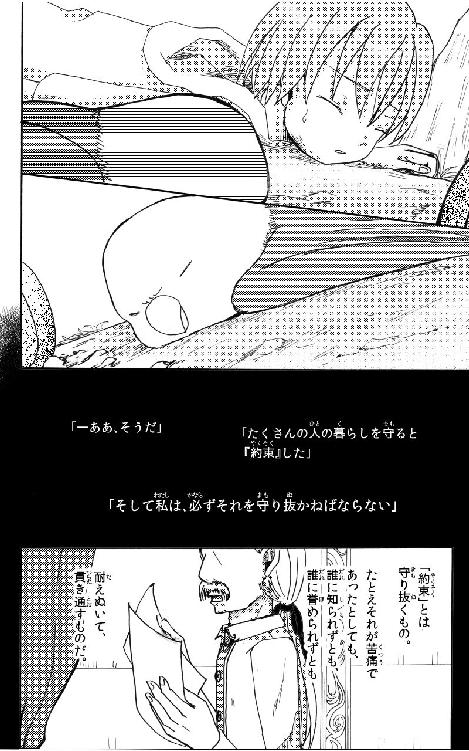 「たくさんの人の暮らしを守ると
『約束』した」
「―ああ、そうだ」
「そして私は、必ずそれを守り抜かねばならない」
「約束」とは
守り抜くもの。
たとえそれが苦痛で
あったとしても、
誰に知られずとも、
誰に誉められずとも、
耐えぬいて、
貫き通すものだ。